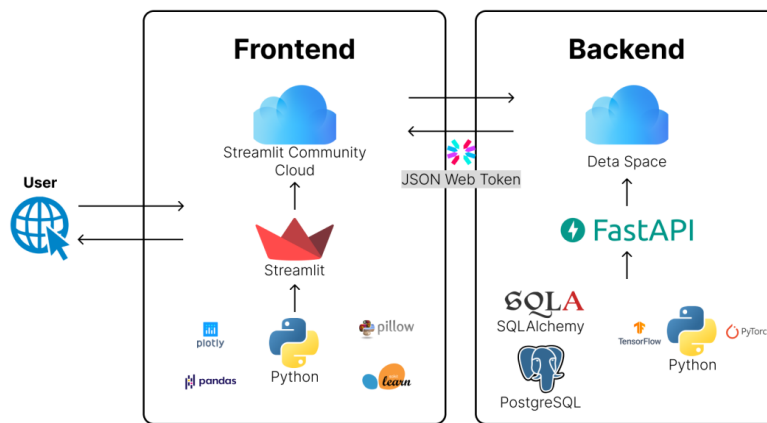 Frontend
Backend
Streamlit Community
Cloud
Deta Space
JSON Web Token
User
FastAPI
Streamlit
SQLA
SQLAlchemy
plotly
pillow
Python
TensorFlow
PyTorc
Python
pandas
learn
PostgreSQL